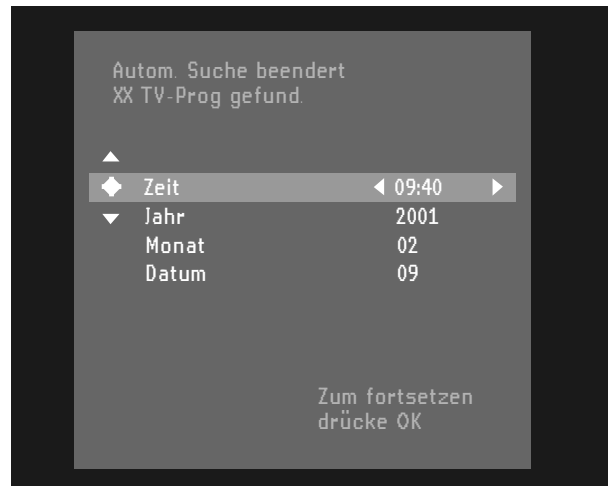 Autom. Suche beendert
XX TV-Prog gefund.
Zeit 09:40
Jahr 2001
Monat 02
Datum 09
Zum fortsetzen
drücke OK